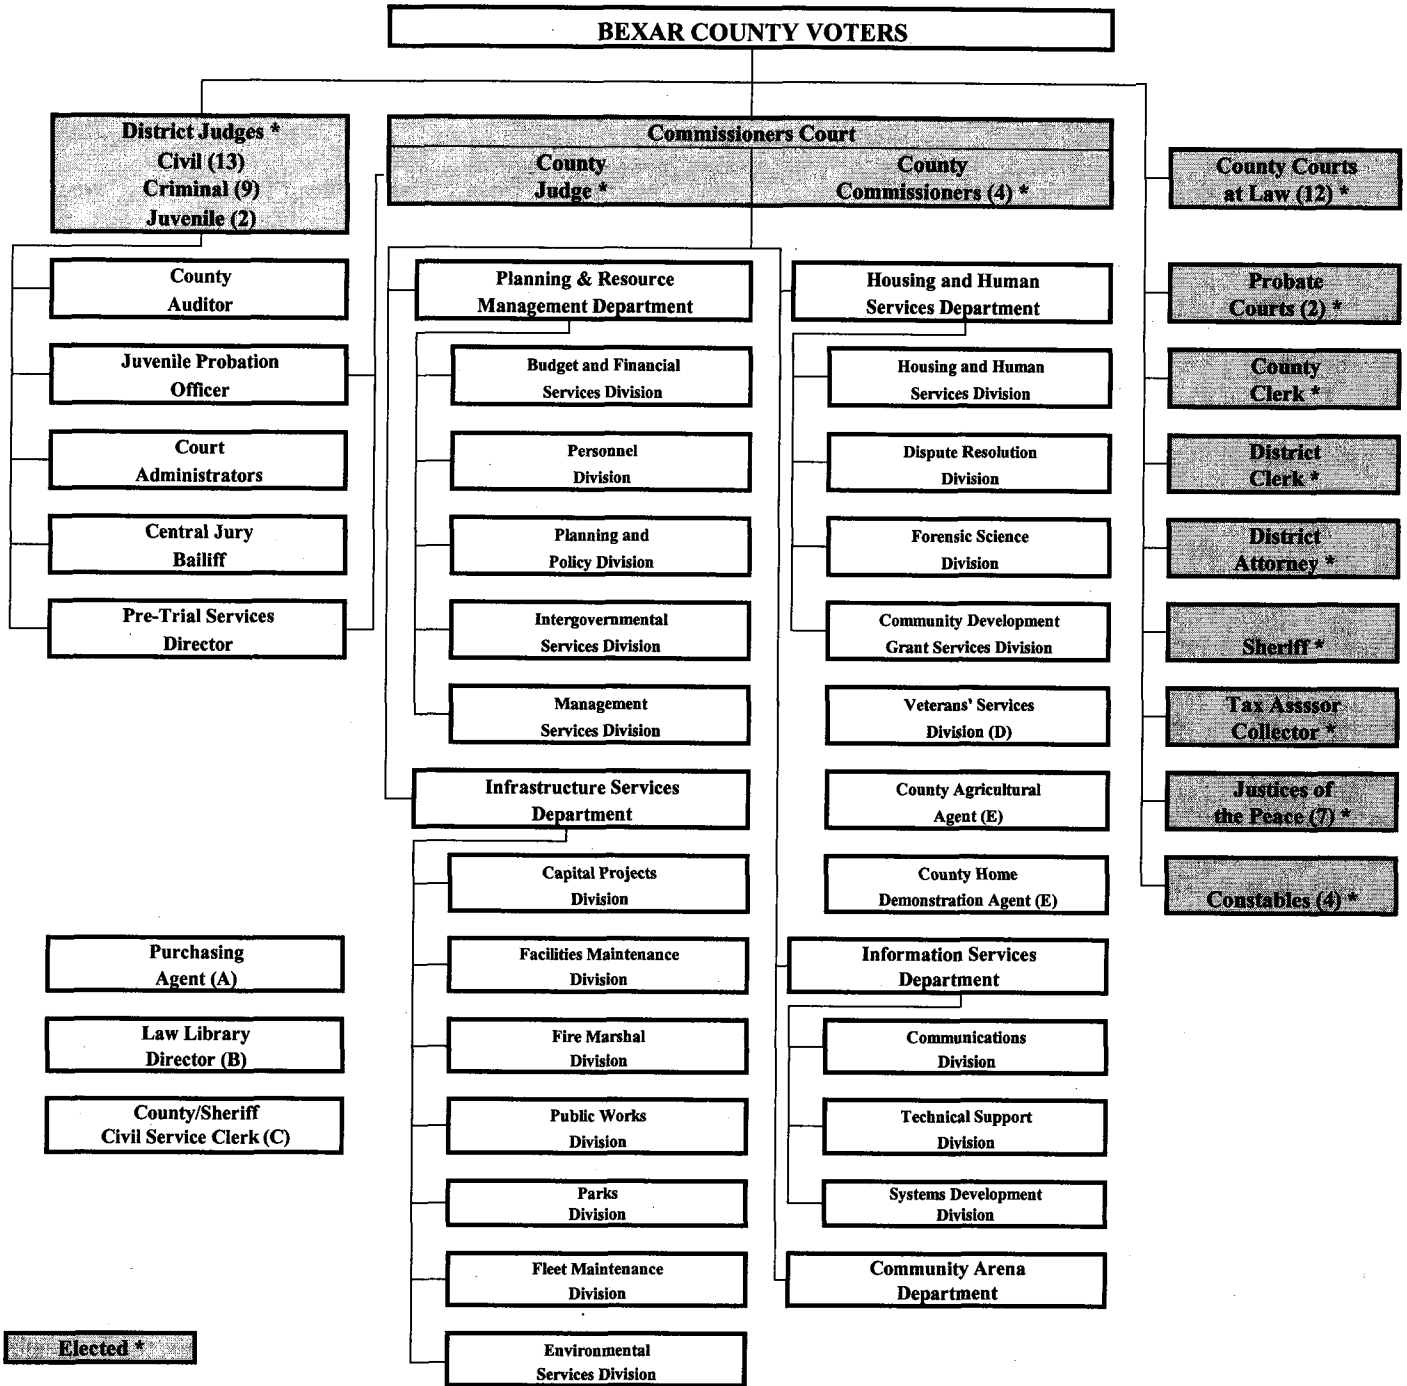 BEXAR COUNTY VOTERS
District Judges *
Civil (13)
Criminal (9)
Juvenile (2)
County
Auditor
Juvenile Probation
Officer
Court
Administrators
Central Jury
Bailiff
Pre-Trial Services
Director
Purchasing
Agent (A)
Law Library
Director (B)
County/Sheriff
Civil Service Clerk (C)
Elected *
Commissioners Court
County
Judge *
County
Commissioners (4) *
Planning & Resource
Management Department
Budget and Financial
Services Division
Personnel
Division
Planning and
Policy Division
Intergovernmental
Services Division
Management
Services Division
Infrastructure Services
Department
Capital Projects
Division
Facilities Maintenance
Division
Fire Marshal
Division
Public Works
Division
Parks
Division
Fleet Maintenance
Division
Environmental
Services Division
Housing and Human
Services Department
Housing and Human
Services Division
Dispute Resolution
Division
Forensic Science
Division
Community Development
Grant Services Division
Veterans' Services
Division (D)
County Agricultural
Agent (E)
County Home
Demonstration Agent (E)
Information Services
Department
Communications
Division
Technical Support
Division
Systems Development
Division
Community Arena
Department
County Courts
at Law (12) *
Probate
Courts (2) *
County
Clerk *
District
Clerk *
District
Attorney *
Sheriff *
Tax Asssssor
Collector *
Justices of
the Peace (7) *
Constables (4) *